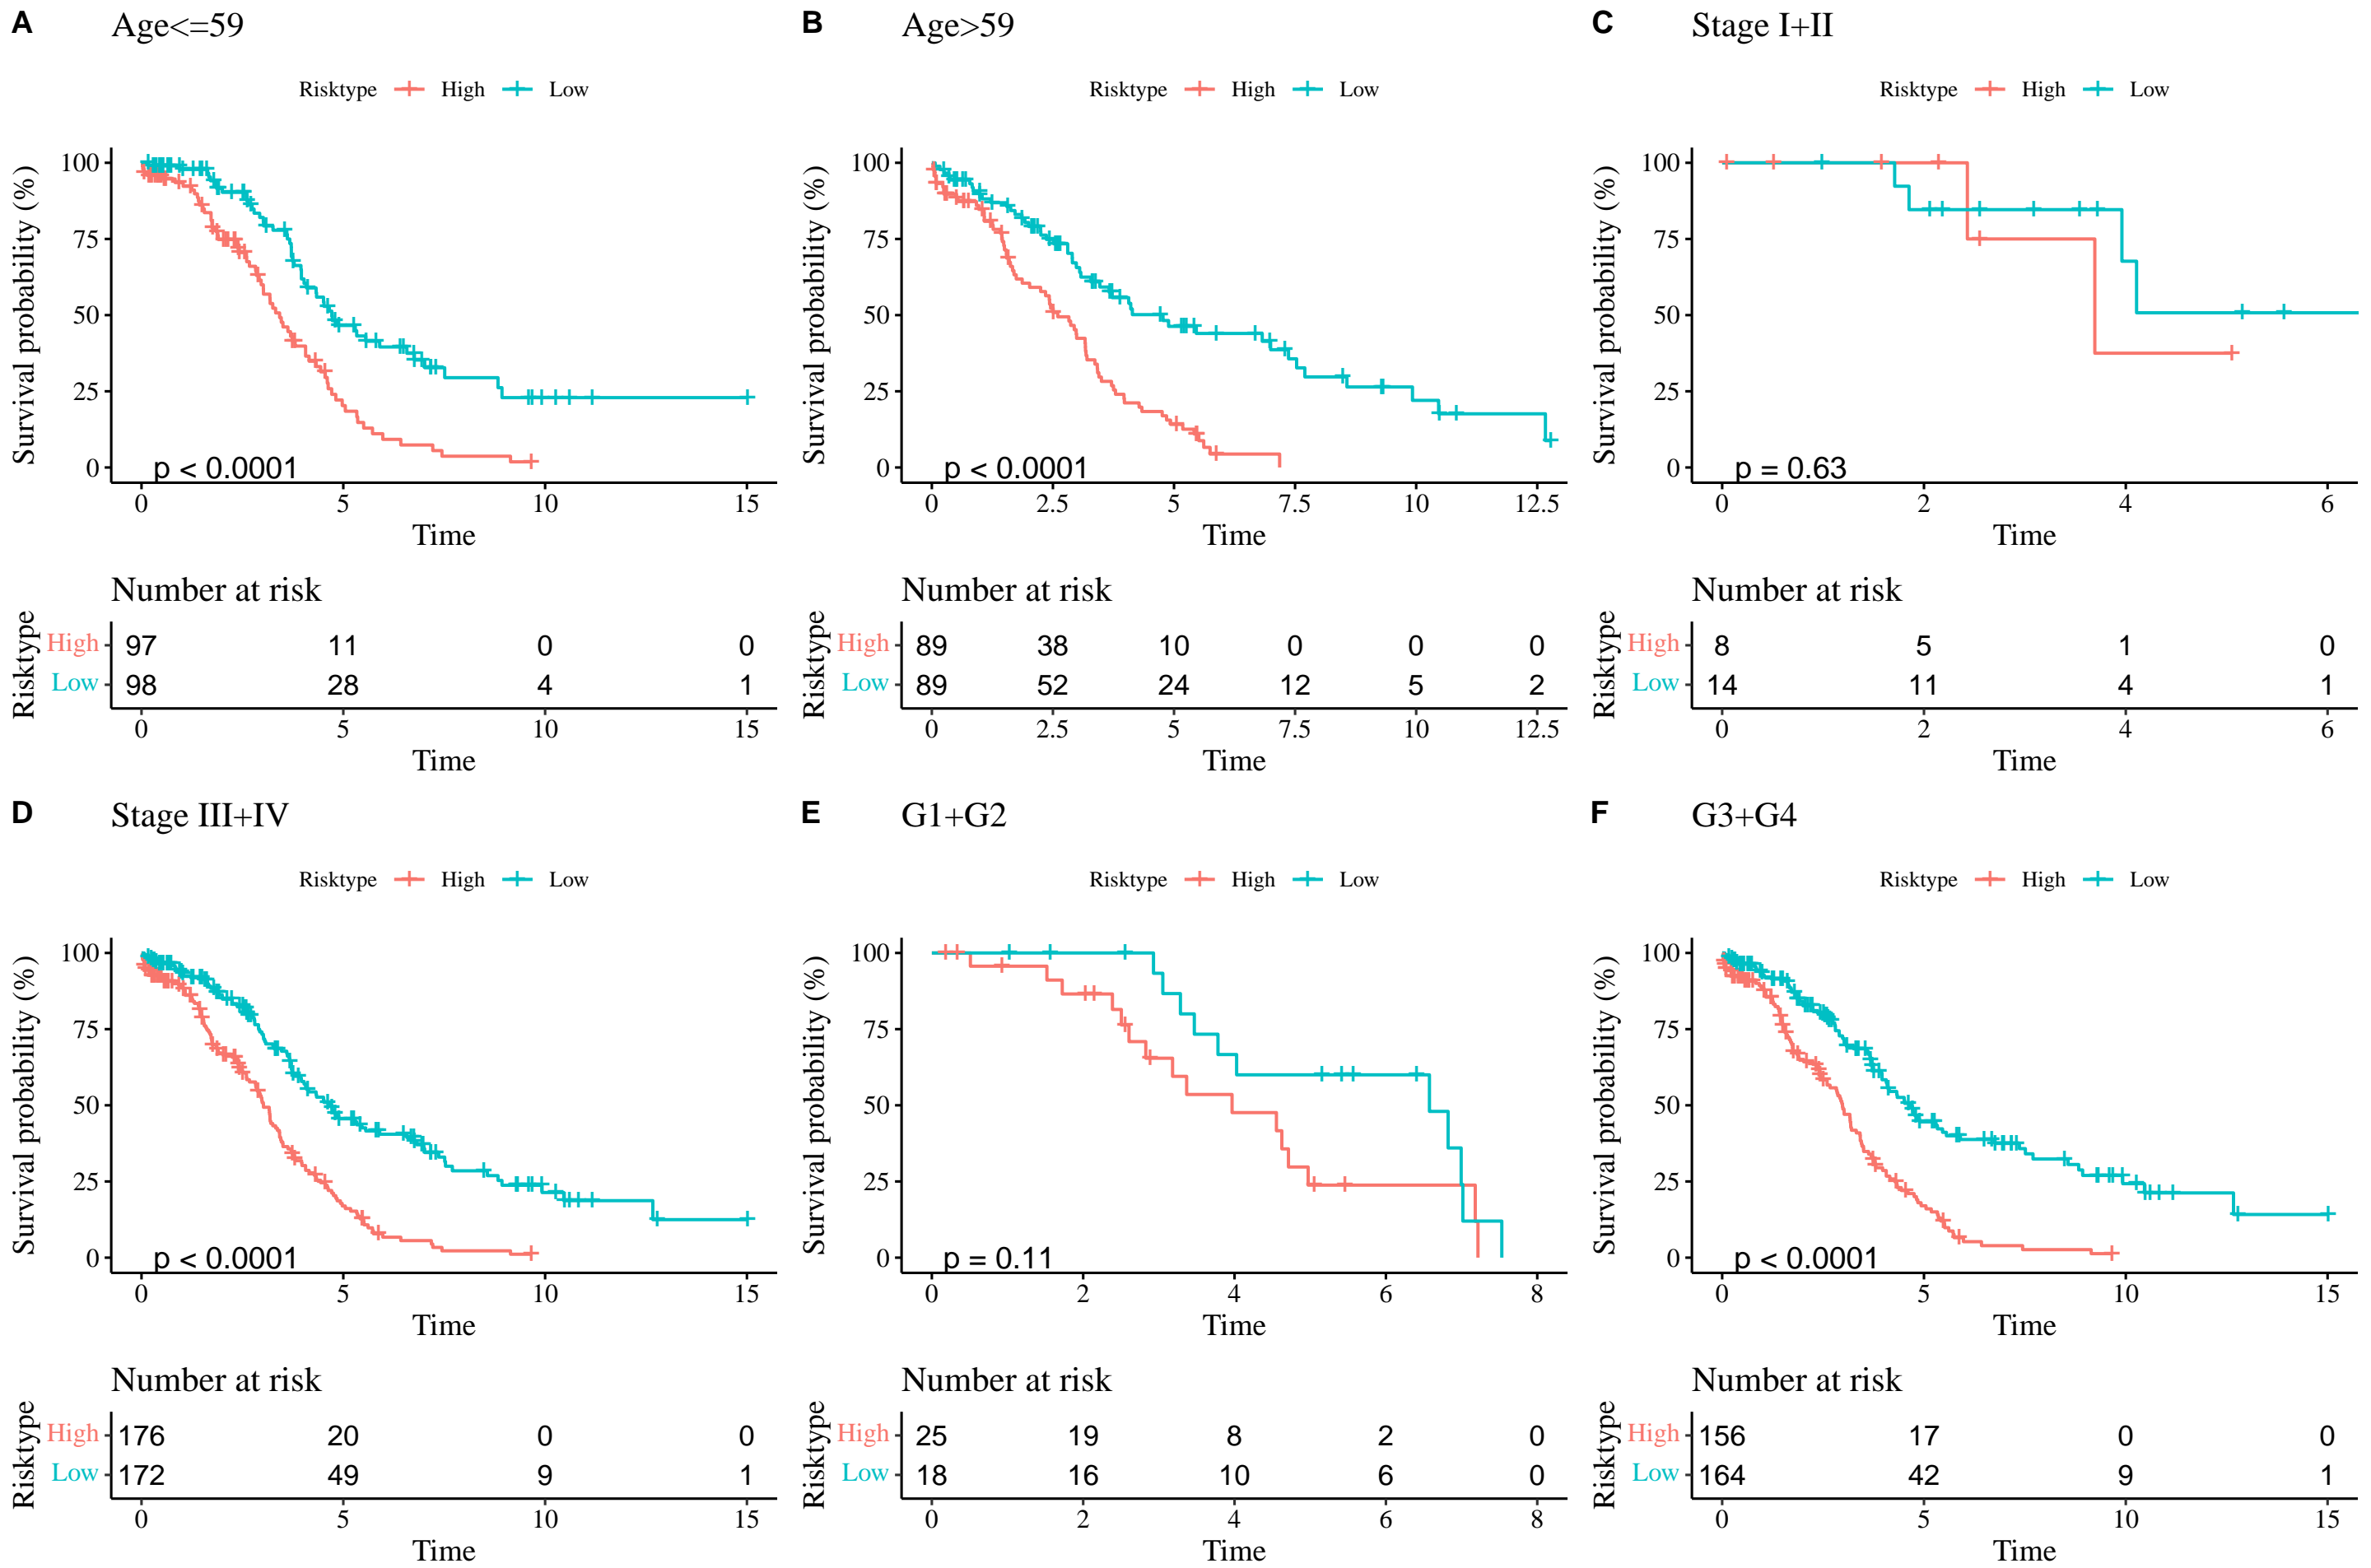 A Age<=59
Risktype High Low
Survival probability (%)
100
75
50
25
0
p < 0.0001
0 5 10 15
Time
Number at risk
Risktype
High 97 11 0 0
Low 98 28 4 1
0 5 10 15
Time
B Age>59
Risktype High Low
Survival probability (%)
100
75
50
25
0
p < 0.0001
0 2.5 5 7.5 10 12.5
Time
Number at risk
Risktype
High 89 38 10 0 0 0
Low 89 52 24 12 5 2
0 2.5 5 7.5 10 12.5
Time
C Stage I+II
Risktype High Low
Survival probability (%)
100
75
50
25
0
p = 0.63
0 2 4 6
Time
Number at risk
Risktype
High 8 5 1 0
Low 14 11 4 1
0 2 4 6
Time
D Stage III+IV
Risktype High Low
Survival probability (%)
100
75
50
25
0
p < 0.0001
0 5 10 15
Time
Number at risk
Risktype
High 176 20 0 0
Low 172 49 9 1
0 5 10 15
Time
E G1+G2
Risktype High Low
Survival probability (%)
100
75
50
25
0
p = 0.11
0 2 4 6 8
Time
Number at risk
Risktype
High 25 19 8 2 0
Low 18 16 10 6 0
0 2 4 6 8
Time
F G3+G4
Risktype High Low
Survival probability (%)
100
75
50
25
0
p < 0.0001
0 5 10 15
Time
Number at risk
Risktype
High 156 17 0 0
Low 164 42 9 1
0 5 10 15
Time